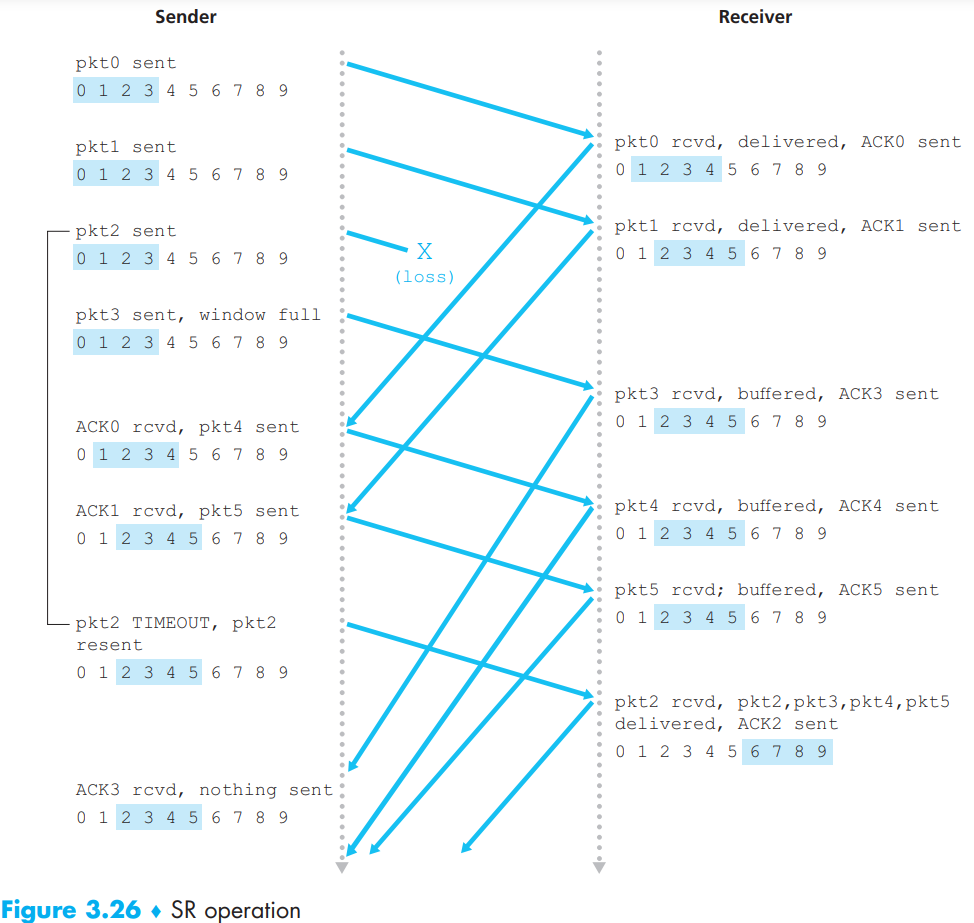 Sender
Receiver
pkt0 sent
0 1 2 3 4 5 6 7 8 9
pkt0 rcvd, delivered, ACK0 sent
0 1 2 3 4 5 6 7 8 9
pkt1 sent
0 1 2 3 4 5 6 7 8 9
pkt1 rcvd, delivered, ACK1 sent
0 1 2 3 4 5 6 7 8 9
pkt2 sent
0 1 2 3 4 5 6 7 8 9
X
(loss)
pkt3 sent, window full
0 1 2 3 4 5 6 7 8 9
pkt3 rcvd, buffered, ACK3 sent
0 1 2 3 4 5 6 7 8 9
ACK0 rcvd, pkt4 sent
0 1 2 3 4 5 6 7 8 9
pkt4 rcvd, buffered, ACK4 sent
0 1 2 3 4 5 6 7 8 9
ACK1 rcvd, pkt5 sent
0 1 2 3 4 5 6 7 8 9
pkt5 rcvd; buffered, ACK5 sent
0 1 2 3 4 5 6 7 8 9
pkt2 TIMEOUT, pkt2
resent
0 1 2 3 4 5 6 7 8 9
pkt2 rcvd, pkt2,pkt3,pkt4,pkt5
delivered, ACK2 sent
0 1 2 3 4 5 6 7 8 9
ACK3 rcvd, nothing sent
0 1 2 3 4 5 6 7 8 9
Figure 3.26 ♦ SR operation